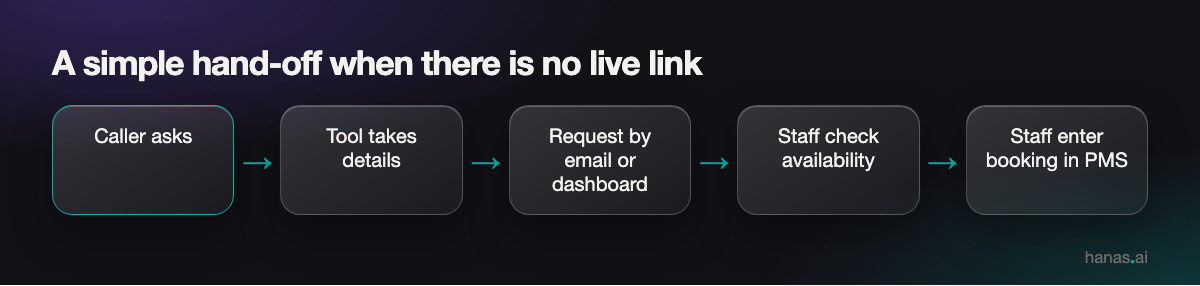 A simple hand-off when there is no live link
Caller asks
Tool takes
details
Request by
email or
dashboard
Staff check
availability
Staff enter
booking in PMS
hanas.ai